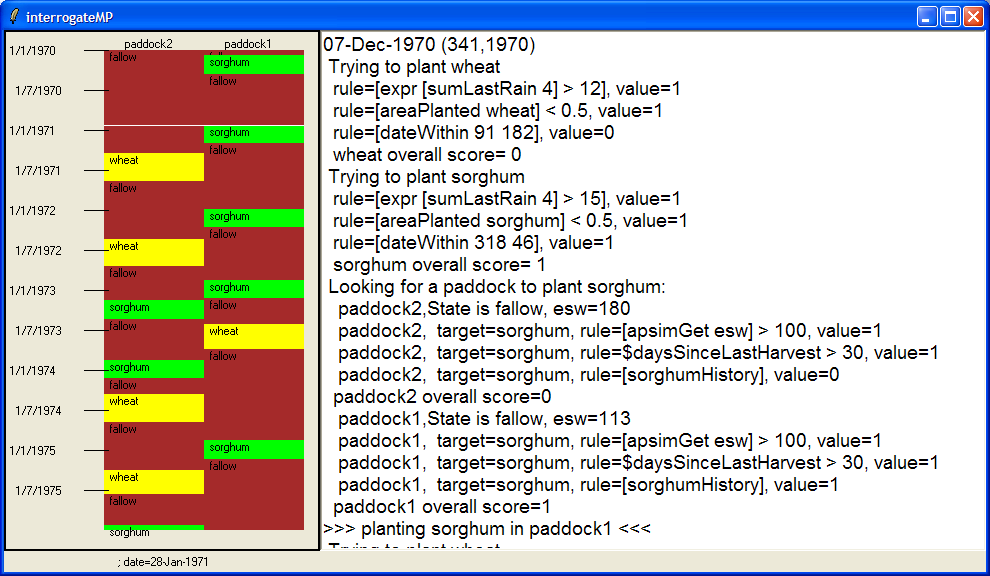 interrogateMP
paddock2 paddock1
1/1/1970
fallow
sorghum
fallow
1/7/1970
1/1/1971
sorghum
fallow
wheat
1/7/1971
fallow
1/1/1972
sorghum
fallow
wheat
1/7/1972
fallow
1/1/1973
sorghum
sorghum
fallow
fallow
1/7/1973
wheat
fallow
sorghum
1/1/1974
fallow
wheat
1/7/1974
fallow
1/1/1975
sorghum
fallow
wheat
1/7/1975
fallow
sorghum
07-Dec-1970 (341,1970)
Trying to plant wheat
rule=[expr [sumLastRain 4] > 12], value=1
rule=[areaPlanted wheat] < 0.5, value=1
rule=[dateWithin 91 182], value=0
wheat overall score= 0
Trying to plant sorghum
rule=[expr [sumLastRain 4] > 15], value=1
rule=[areaPlanted sorghum] < 0.5, value=1
rule=[dateWithin 318 46], value=1
sorghum overall score= 1
Looking for a paddock to plant sorghum:
paddock2,State is fallow, esw=180
paddock2, target=sorghum, rule=[apsimGet esw] > 100, value=1
paddock2, target=sorghum, rule=$daysSinceLastHarvest > 30, value=1
paddock2, target=sorghum, rule=[sorghumHistory], value=0
paddock2 overall score=0
paddock1,State is fallow, esw=113
paddock1, target=sorghum, rule=[apsimGet esw] > 100, value=1
paddock1, target=sorghum, rule=$daysSinceLastHarvest > 30, value=1
paddock1, target=sorghum, rule=[sorghumHistory], value=1
paddock1 overall score=1
>>> planting sorghum in paddock1 <<<
Trying to plant wheat
; date=28-Jan-1971